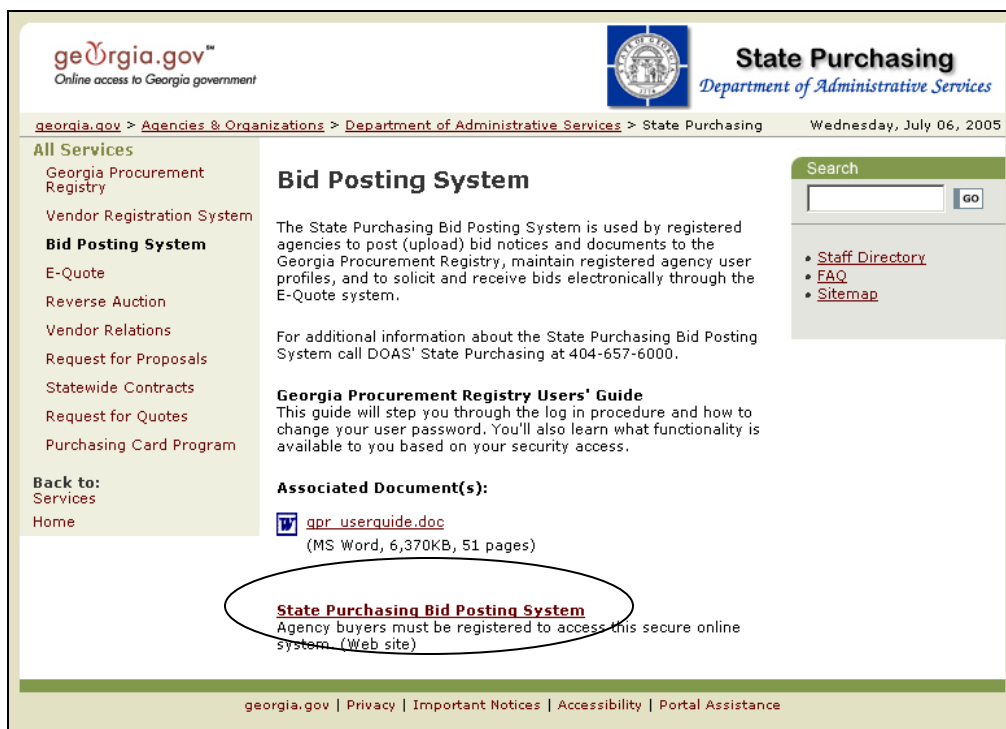 georgia.gov™
Online access to Georgia government
State Purchasing
Department of Administrative Services
georgia.gov > Agencies & Organizations > Department of Administrative Services > State Purchasing
Wednesday, July 06, 2005
All Services
Georgia Procurement
Registry
Vendor Registration System
Bid Posting System
E-Quote
Reverse Auction
Vendor Relations
Request for Proposals
Statewide Contracts
Request for Quotes
Purchasing Card Program
Back to:
Services
Home
Bid Posting System
The State Purchasing Bid Posting System is used by registered
agencies to post (upload) bid notices and documents to the
Georgia Procurement Registry, maintain registered agency user
profiles, and to solicit and receive bids electronically through the
E-Quote system.
For additional information about the State Purchasing Bid Posting
System call DOAS' State Purchasing at 404-657-6000.
Georgia Procurement Registry Users' Guide
This guide will step you through the log in procedure and how to
change your user password. You'll also learn what functionality is
available to you based on your security access.
Associated Document(s):
gpr_userguide.doc
(MS Word, 6,370KB, 51 pages)
State Purchasing Bid Posting System
Agency buyers must be registered to access this secure online
system. (Web site)
Search
GO
Staff Directory
FAQ
Sitemap
georgia.gov | Privacy | Important Notices | Accessibility | Portal Assistance